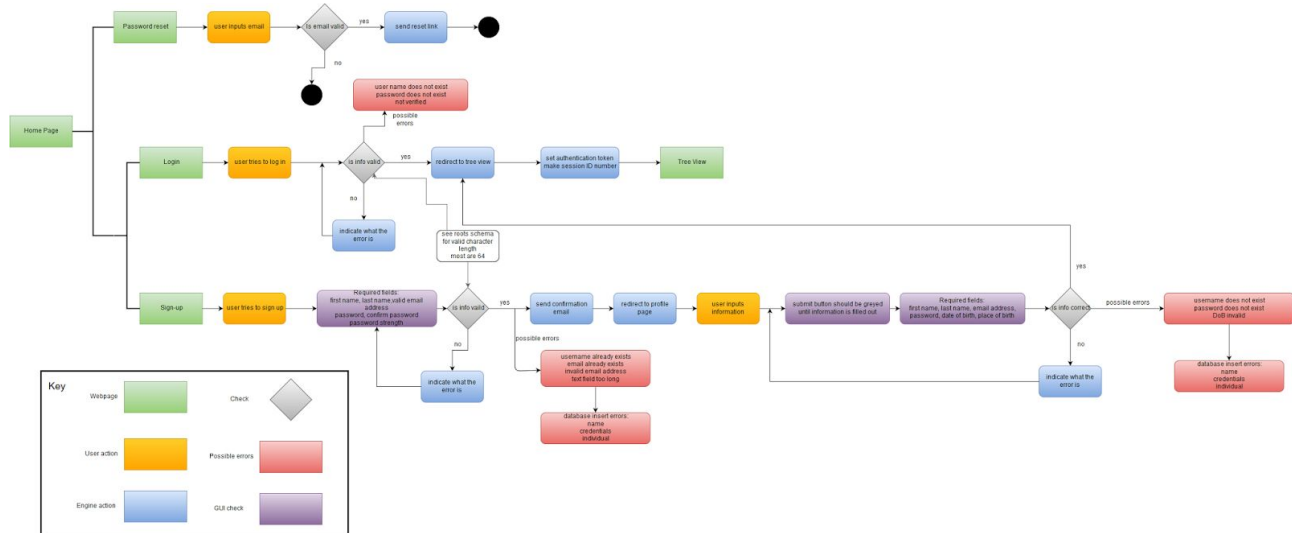 Password reset
user inputs email
Is email valid
yes
send reset link
no
user name does not exist
password does not exist
not verified
possible
errors
Home Page
Login
user tries to log in
is info valid
yes
redirect to tree view
set authentication token
make session ID number
Tree View
no
indicate what the
error is
see roots schema
for valid character
length
most are 64
yes
Sign-up
user tries to sign up
Required fields:
first name, last name,valid email
address
password, confirm password
password strength
is info valid
yes
send confirmation
email
redirect to profile
page
user inputs
information
submit button should be greyed
until information is filled out
Required fields:
first name, last name, email address,
password, date of birth, place of birth
is info correct
possible errors
username does not exist
password does not exist
DoB invalid
no
possible errors
no
indicate what the
error is
username already exists
email already exists
invalid email address
text field too long
indicate what the
error is
database insert errors:
name
credentials
individual
database insert errors:
name
credentials
individual
Key
Webpage
Check
User action
Possible errors
Engine action
GUI check